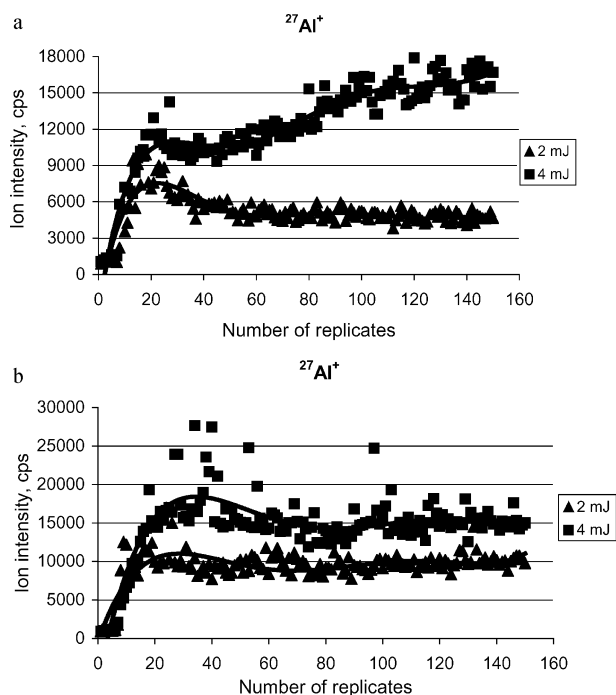 a
²⁷Al⁺
Ion intensity, cps
18000
15000
12000
9000
6000
3000
0
0 20 40 60 80 100 120 140 160
Number of replicates
2 mJ
4 mJ
b
²⁷Al⁺
Ion intensity, cps
30000
25000
20000
15000
10000
5000
0
0 20 40 60 80 100 120 140 160
Number of replicates
2 mJ
4 mJ